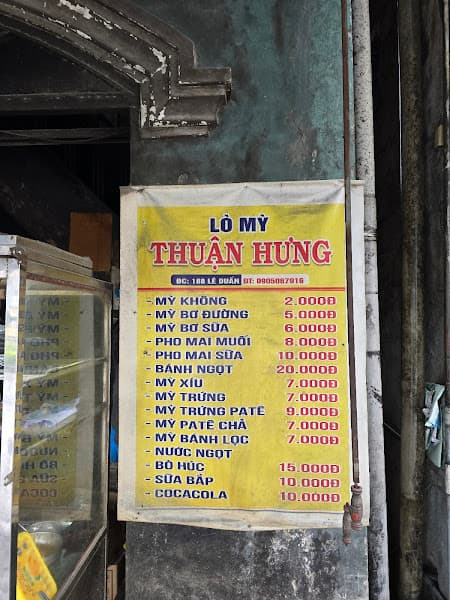 LÒ MỲ
THUẬN HƯNG
ĐC: 188 LÊ DUẨN ĐT: 0905087916
- MỲ KHÔNG 2.000Đ
- MỲ BƠ ĐƯỜNG 5.000Đ
- MỲ BƠ SỮA 6.000Đ
- PHO MAI MUỐI 8.000Đ
- PHO MAI SỮA 10.000Đ
- BÁNH NGỌT 20.000Đ
- MỲ XÍU 7.000Đ
- MỲ TRỨNG 7.000Đ
- MỲ TRỨNG PATÊ 9.000Đ
- MỲ PATÊ CHẢ 7.000Đ
- MỲ BÁNH LỌC 7.000Đ
- NƯỚC NGỌT
- BÒ HÚC 15.000Đ
- SỮA BẮP 10.000Đ
- COCACOLA 10.000Đ